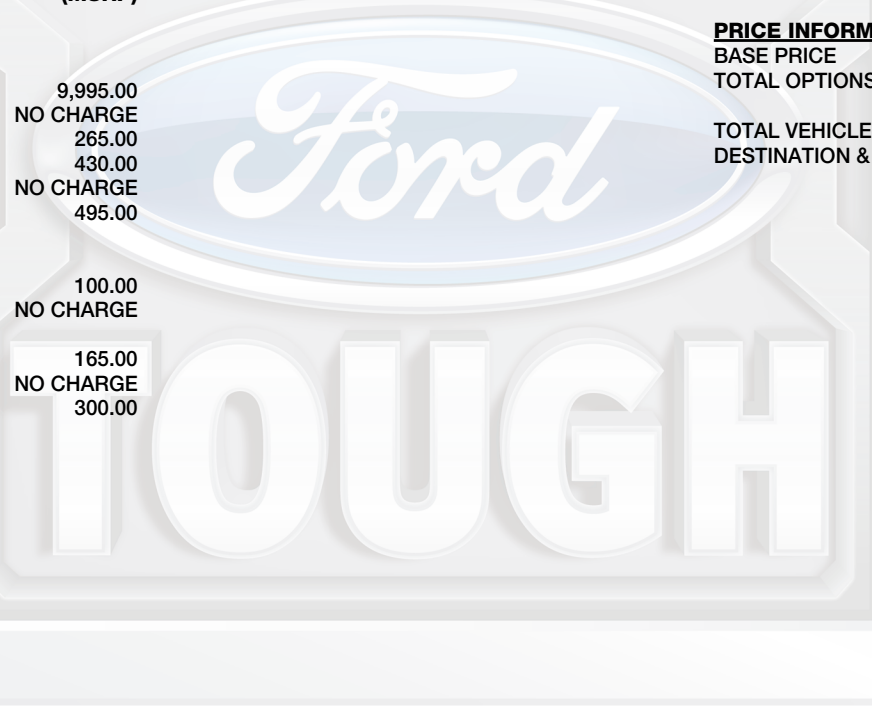 (MSRP)
9,995.00
NO CHARGE
265.00
430.00
NO CHARGE
495.00
100.00
NO CHARGE
165.00
NO CHARGE
300.00
PRICE INFORM
BASE PRICE
TOTAL OPTIONS
TOTAL VEHICLE
DESTINATION &
Ford
TOUGH